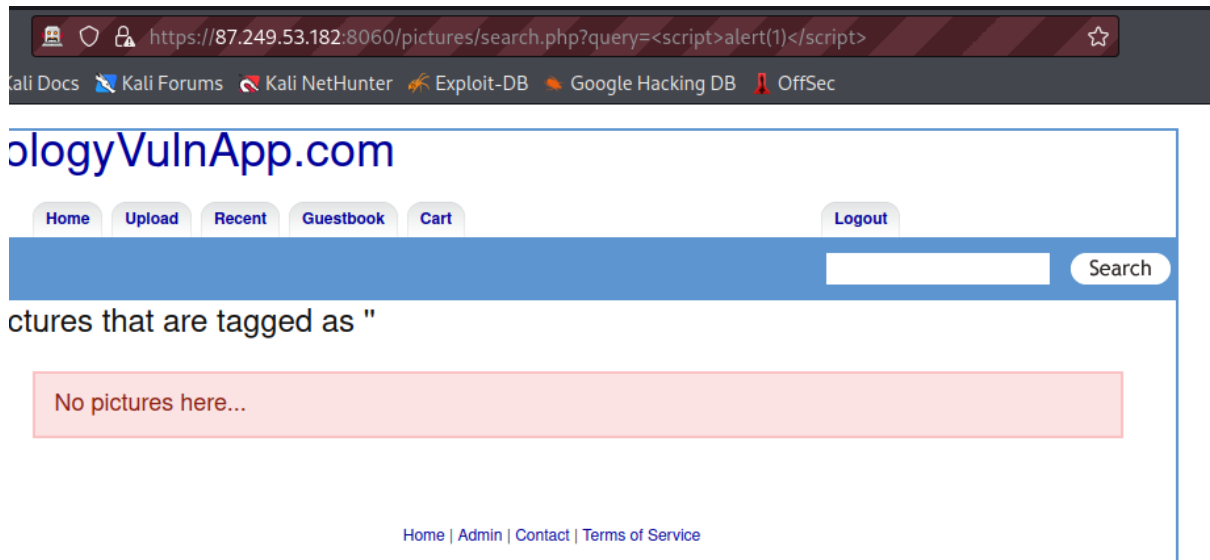 https://87.249.53.182:8060/pictures/search.php?query=<script>alert(1)</script>
Kali Docs Kali Forums Kali NetHunter Exploit-DB Google Hacking DB OffSec
ologyVulnApp.com
Home Upload Recent Guestbook Cart Logout
Search
ctures that are tagged as ''
No pictures here...
Home | Admin | Contact | Terms of Service